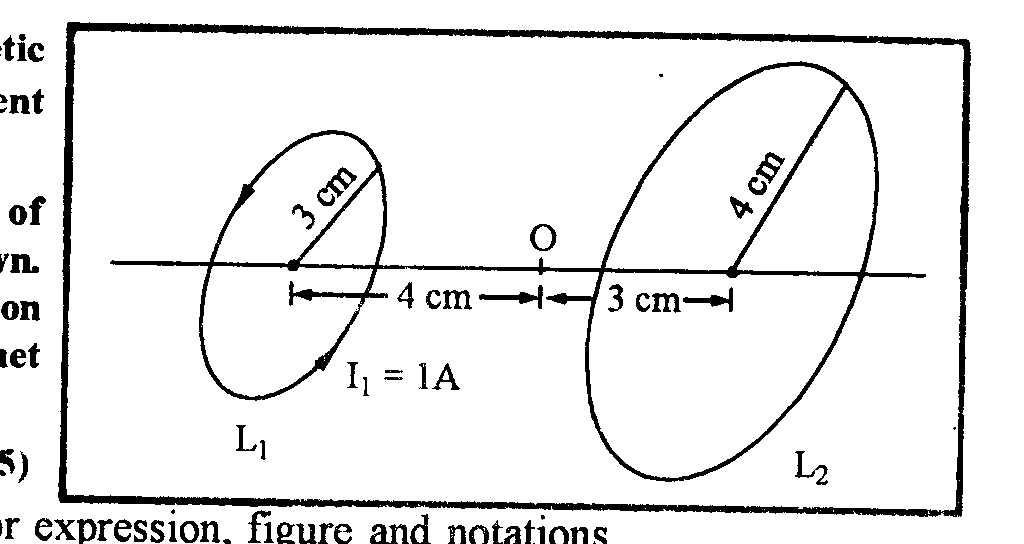 etic
ent
of
wn.
on
net
5)
3 cm
4 cm
O
4 cm
3 cm
I₁ = 1A
L₁
L₂
or expression, figure and notations